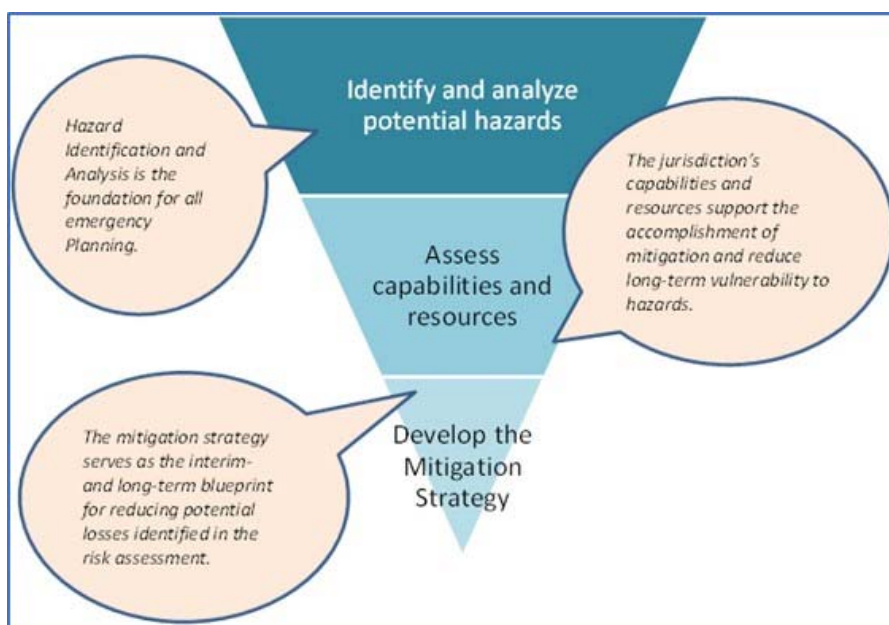 Identify and analyze
potential hazards
Hazard
Identification and
Analysis is the
foundation for all
emergency
Planning.
The jurisdiction's
capabilities and
resources support the
accomplishment of
mitigation and reduce
long-term vulnerability to
hazards.
Assess
capabilities and
resources
The mitigation strategy
serves as the interim-
and long-term blueprint
for reducing potential
losses identified in the
risk assessment.
Develop the
Mitigation
Strategy